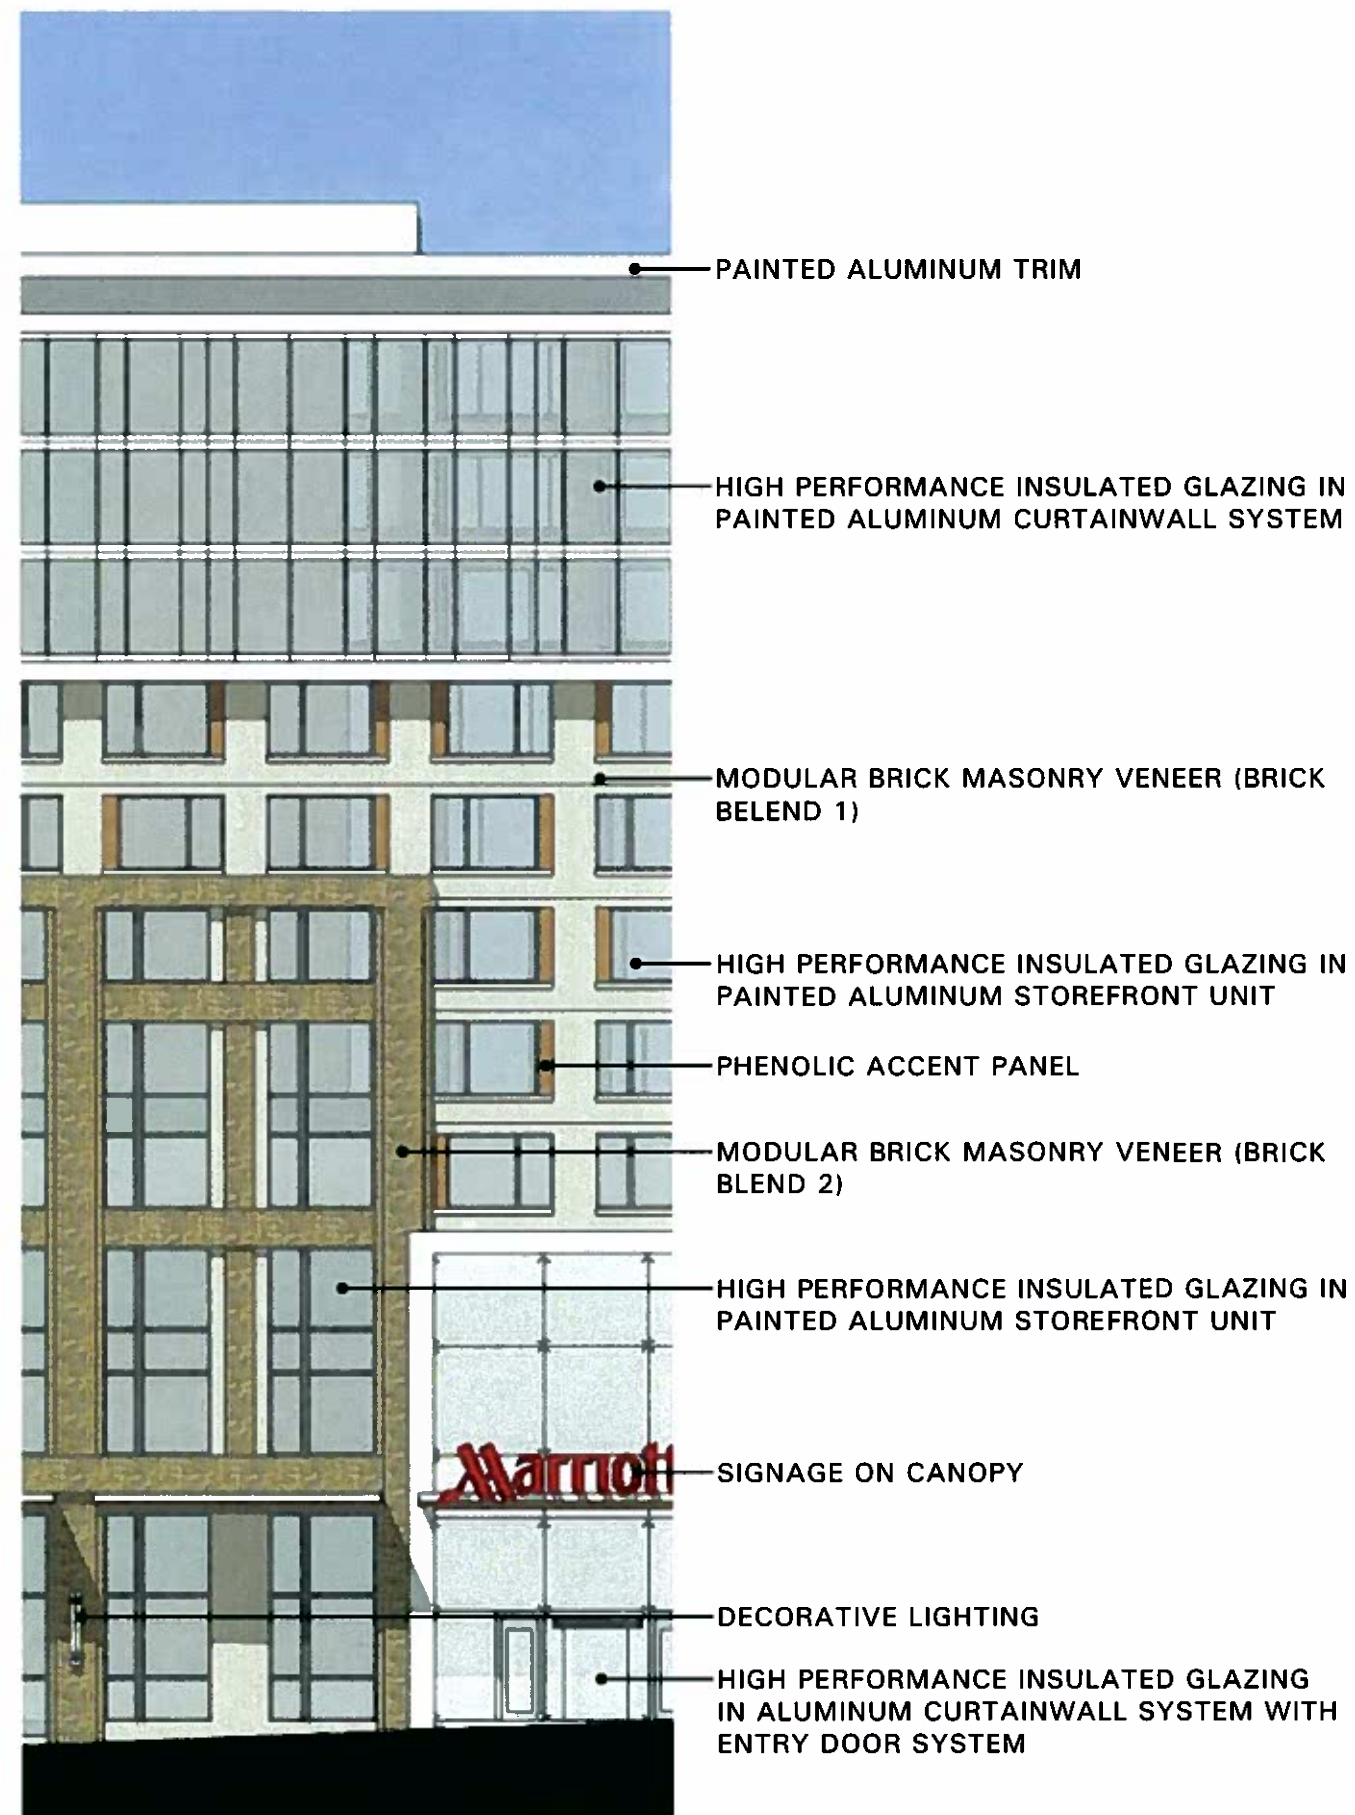 PAINTED ALUMINUM TRIM
HIGH PERFORMANCE INSULATED GLAZING IN
PAINTED ALUMINUM CURTAINWALL SYSTEM
MODULAR BRICK MASONRY VENEER (BRICK
BELEND 1)
HIGH PERFORMANCE INSULATED GLAZING IN
PAINTED ALUMINUM STOREFRONT UNIT
PHENOLIC ACCENT PANEL
MODULAR BRICK MASONRY VENEER (BRICK
BLEND 2)
HIGH PERFORMANCE INSULATED GLAZING IN
PAINTED ALUMINUM STOREFRONT UNIT
Marriott
SIGNAGE ON CANOPY
DECORATIVE LIGHTING
HIGH PERFORMANCE INSULATED GLAZING
IN ALUMINUM CURTAINWALL SYSTEM WITH
ENTRY DOOR SYSTEM